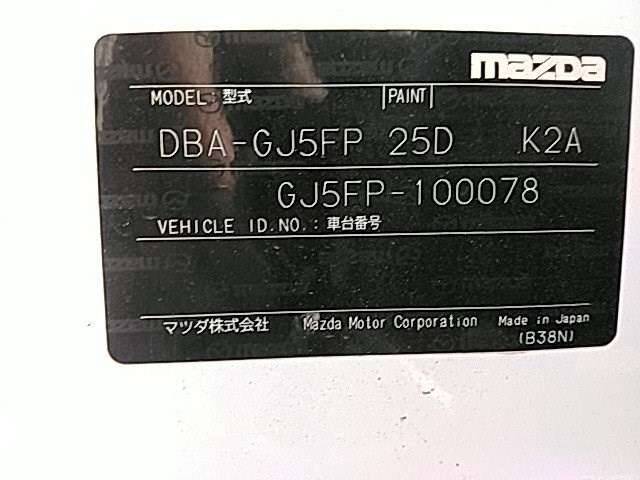 mazda
MODEL:型式 PAINT
DBA-GJ5FP 25D K2A
GJ5FP-100078
VEHICLE ID.NO.:車台番号
マツダ株式会社 Mazda Motor Corporation Made in Japan
(B38N)